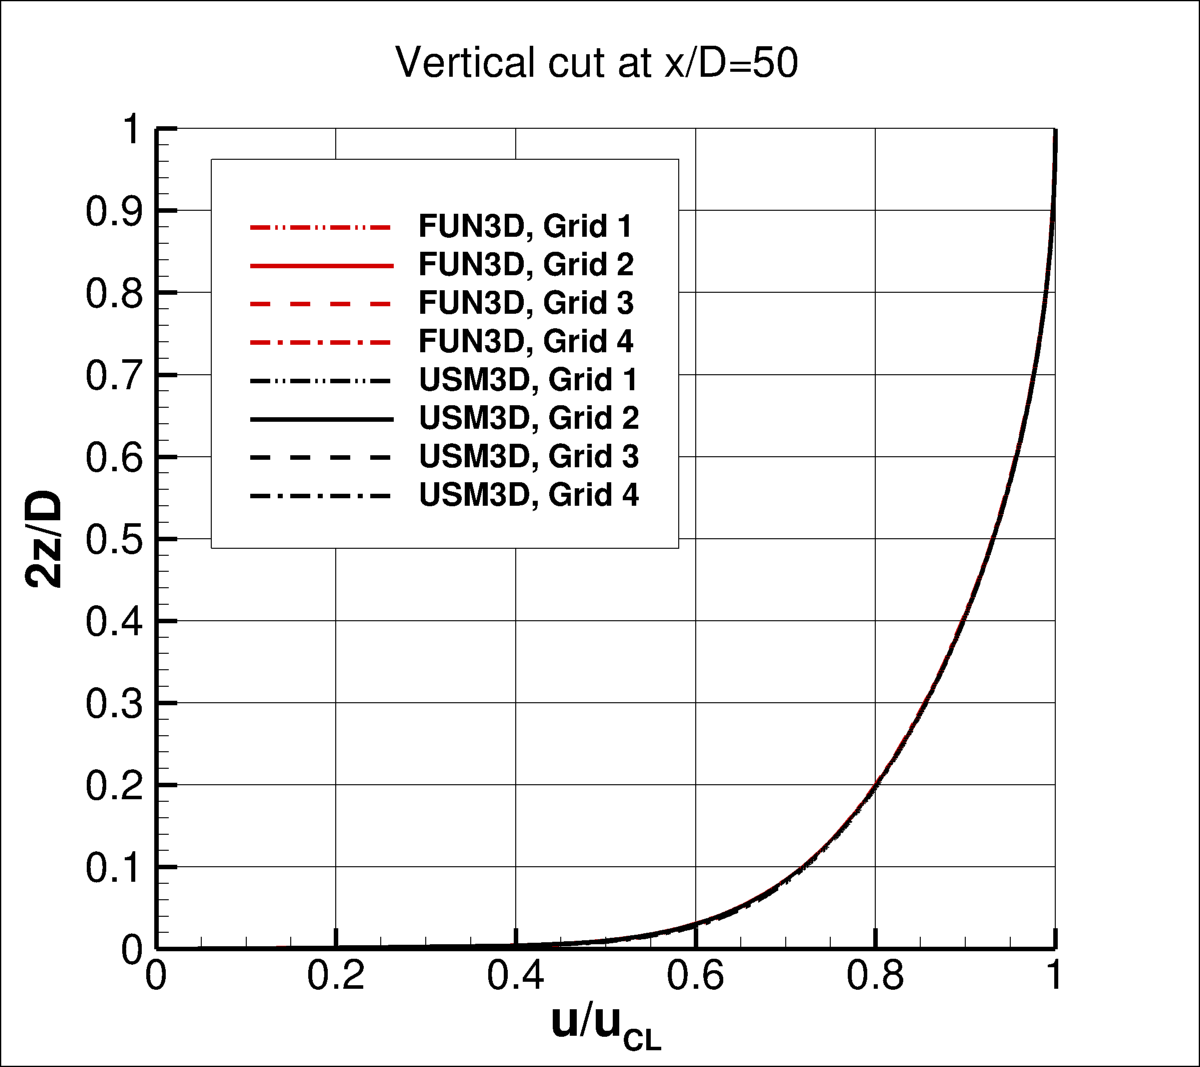 Vertical cut at x/D=50
1
0.9
0.8
0.7
0.6
0.5
0.4
0.3
0.2
0.1
0
2z/D
FUN3D, Grid 1
FUN3D, Grid 2
FUN3D, Grid 3
FUN3D, Grid 4
USM3D, Grid 1
USM3D, Grid 2
USM3D, Grid 3
USM3D, Grid 4
0 0.2 0.4 0.6 0.8 1
u/uCL